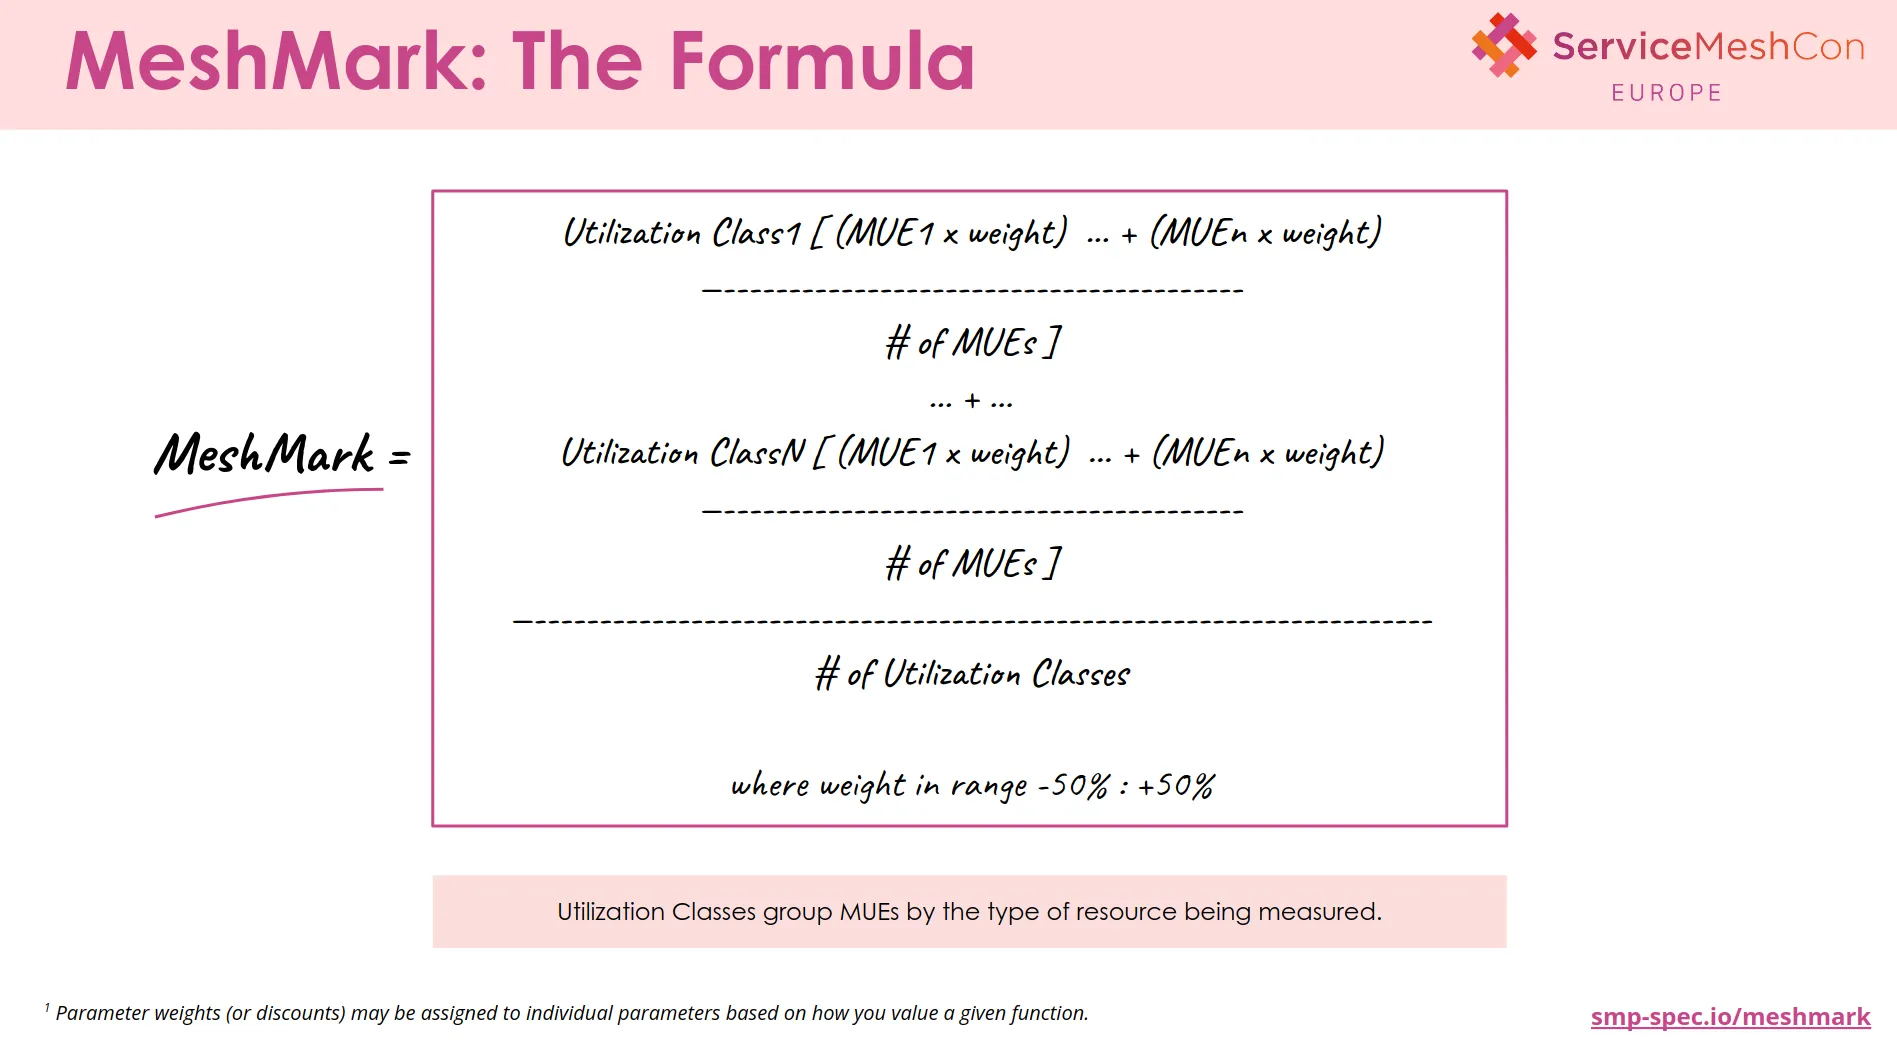 MeshMark: The Formula
ServiceMeshCon
EUROPE
Utilization Class1 [ (MUE1 x weight) ... + (MUEn x weight)
—----------------------------------------
# of MUEs ]
... + ...
MeshMark =
Utilization ClassN [ (MUE1 x weight) ... + (MUEn x weight)
—----------------------------------------
# of MUEs ]
—----------------------------------------------------------------------
# of Utilization Classes
where weight in range -50% : +50%
Utilization Classes group MUEs by the type of resource being measured.
1 Parameter weights (or discounts) may be assigned to individual parameters based on how you value a given function.
smp-spec.io/meshmark